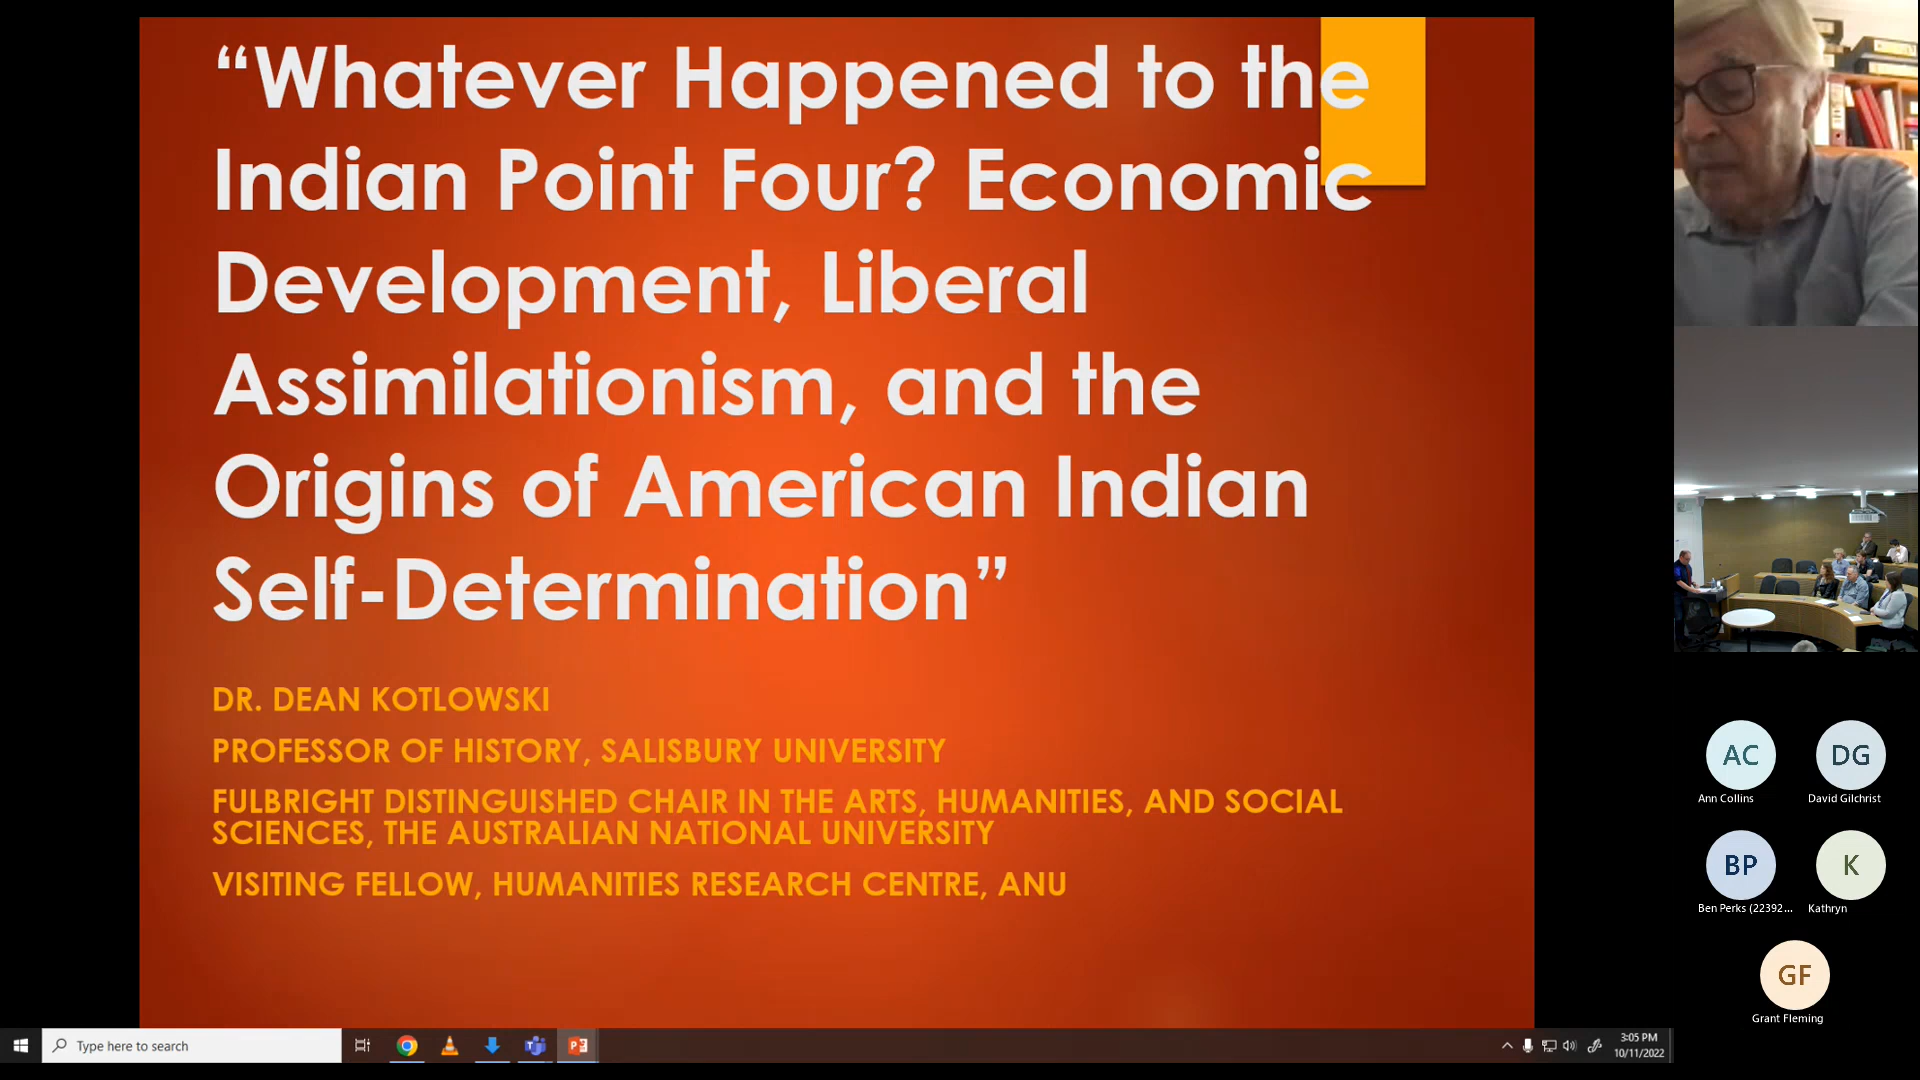 “Whatever Happened to the
Indian Point Four? Economic
Development, Liberal
Assimilationism, and the
Origins of American Indian
Self-Determination”
DR. DEAN KOTLOWSKI
PROFESSOR OF HISTORY, SALISBURY UNIVERSITY
FULBRIGHT DISTINGUISHED CHAIR IN THE ARTS, HUMANITIES, AND SOCIAL
SCIENCES, THE AUSTRALIAN NATIONAL UNIVERSITY
VISITING FELLOW, HUMANITIES RESEARCH CENTRE, ANU
AC
Ann Collins
DG
David Gilchrist
BP
Ben Perks (22392...
K
Kathryn
GF
Grant Fleming
Type here to search
3:05 PM
10/11/2022